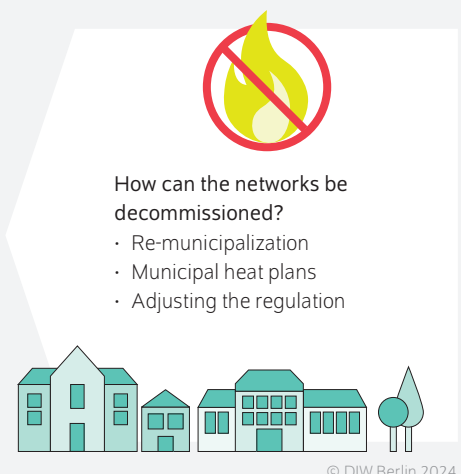 How can the networks be
decommissioned?
· Re-municipalization
· Municipal heat plans
· Adjusting the regulation
© DIW Berlin 2024